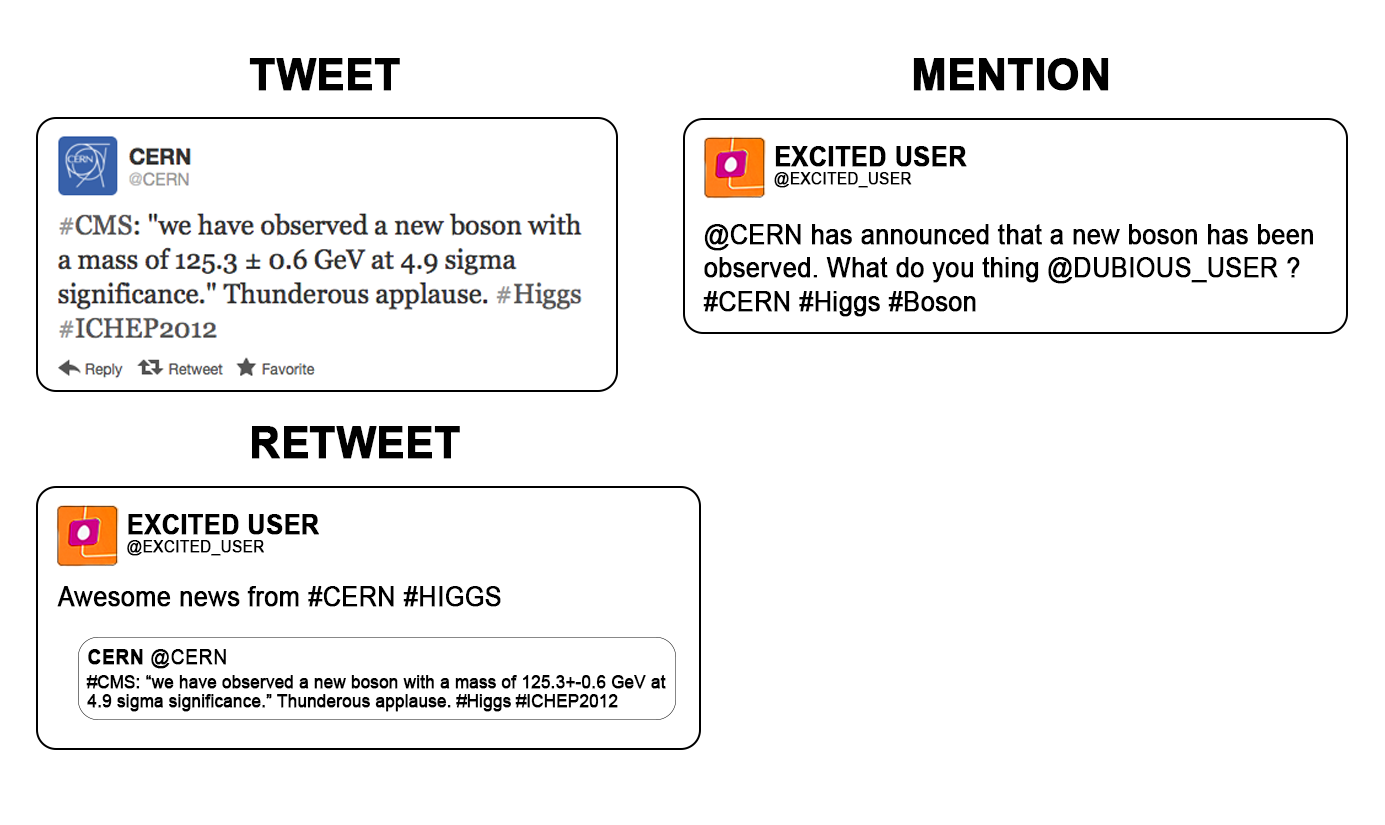 TWEET
CERN
CERN
@CERN
#CMS: "we have observed a new boson with
a mass of 125.3 ± 0.6 GeV at 4.9 sigma
significance." Thunderous applause. #Higgs
#ICHEP2012
Reply Retweet Favorite
MENTION
EXCITED USER
@EXCITED_USER
@CERN has announced that a new boson has been
observed. What do you thing @DUBIOUS_USER ?
#CERN #Higgs #Boson
RETWEET
EXCITED USER
@EXCITED_USER
Awesome news from #CERN #HIGGS
CERN @CERN
#CMS: “we have observed a new boson with a mass of 125.3+-0.6 GeV at
4.9 sigma significance.” Thunderous applause. #Higgs #ICHEP2012